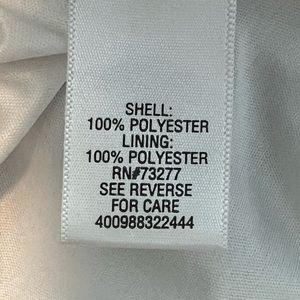 SHELL:
100% POLYESTER
LINING:
100% POLYESTER
RN#73277
SEE REVERSE
FOR CARE
400988322444